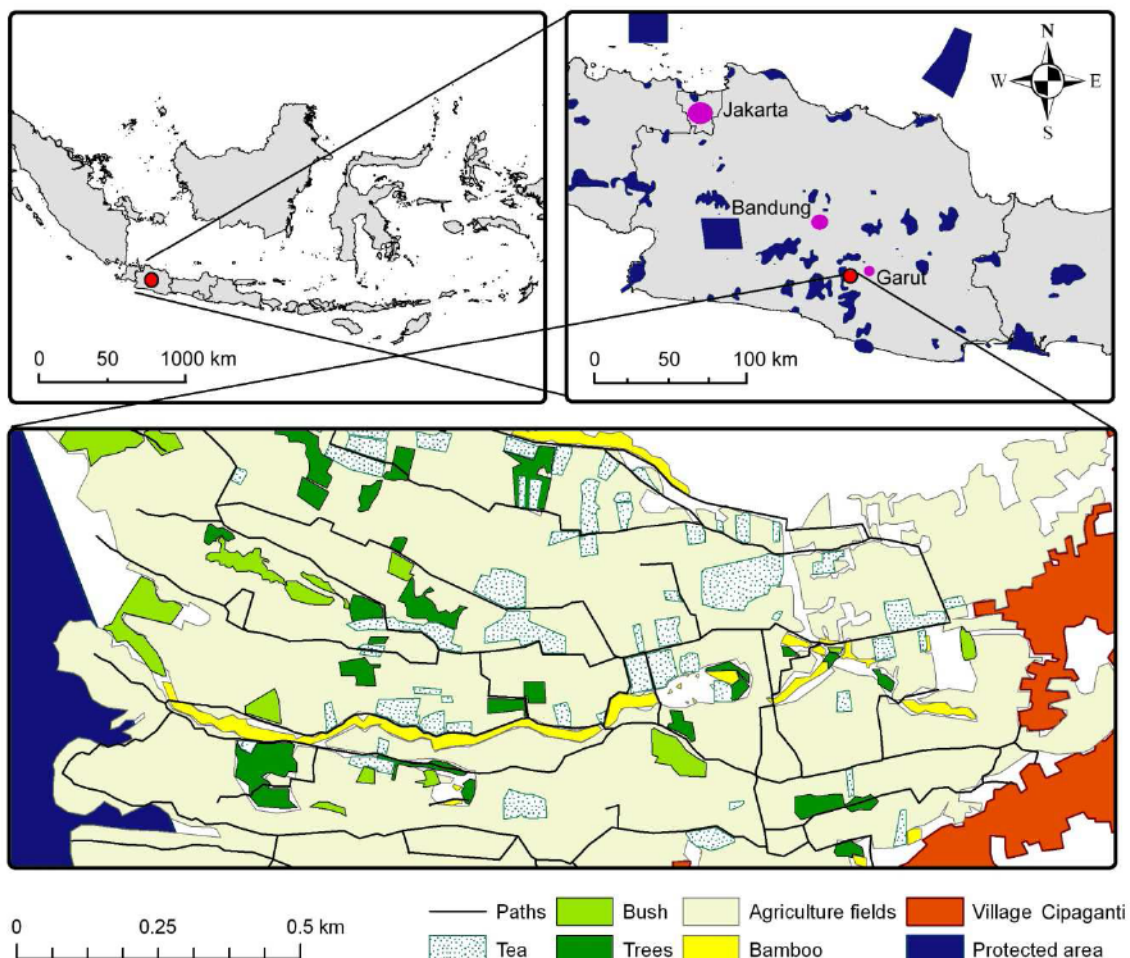 N
W E
S
Jakarta
Bandung
Garut
0 50 1000 km
0 50 100 km
0 0.25 0.5 km
Paths Bush Agriculture fields Village Cipaganti
Tea Trees Bamboo Protected area